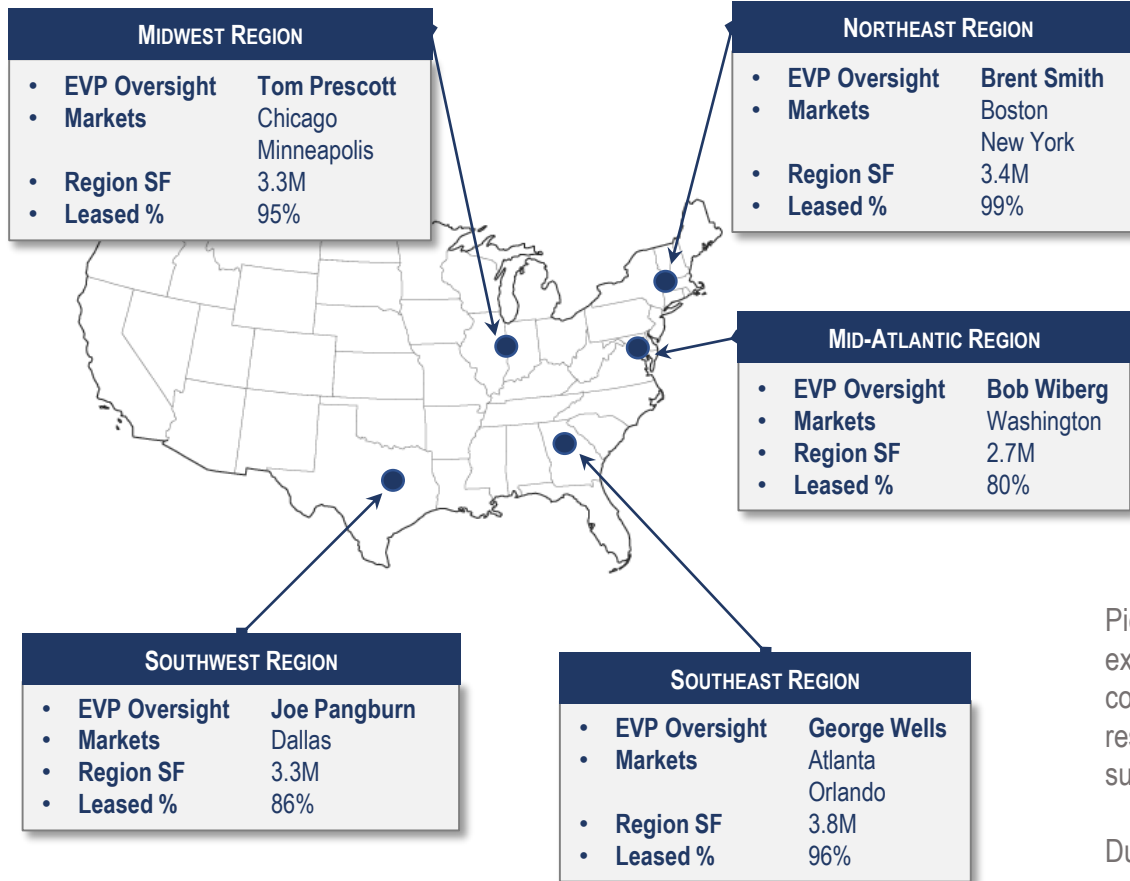 MIDWEST REGION
• EVP Oversight Tom Prescott
• Markets Chicago
Minneapolis
• Region SF 3.3M
• Leased % 95%
NORTHEAST REGION
• EVP Oversight Brent Smith
• Markets Boston
New York
• Region SF 3.4M
• Leased % 99%
MID-ATLANTIC REGION
• EVP Oversight Bob Wiberg
• Markets Washington
• Region SF 2.7M
• Leased % 80%
SOUTHWEST REGION
• EVP Oversight Joe Pangburn
• Markets Dallas
• Region SF 3.3M
• Leased % 86%
SOUTHEAST REGION
• EVP Oversight George Wells
• Markets Atlanta
Orlando
• Region SF 3.8M
• Leased % 96%